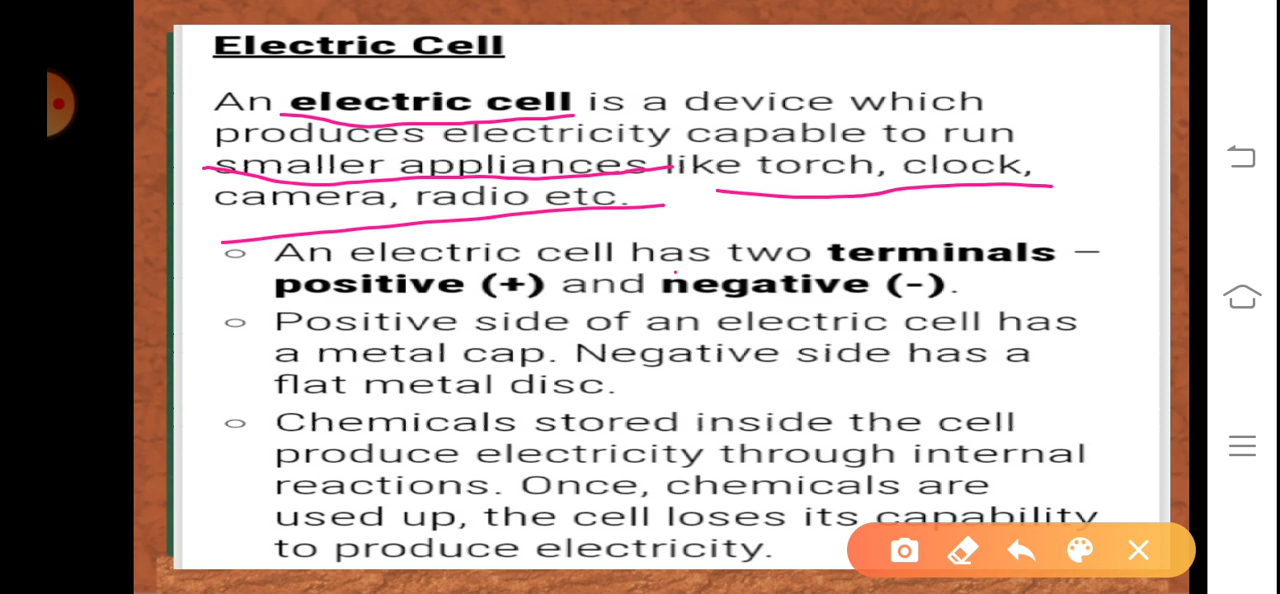 Electric Cell
An electric cell is a device which
produces electricity capable to run
smaller appliances like torch, clock,
camera, radio etc.
○ An electric cell has two terminals –
positive (+) and negative (-).
○ Positive side of an electric cell has
a metal cap. Negative side has a
flat metal disc.
○ Chemicals stored inside the cell
produce electricity through internal
reactions. Once, chemicals are
used up, the cell loses its capability
to produce electricity.